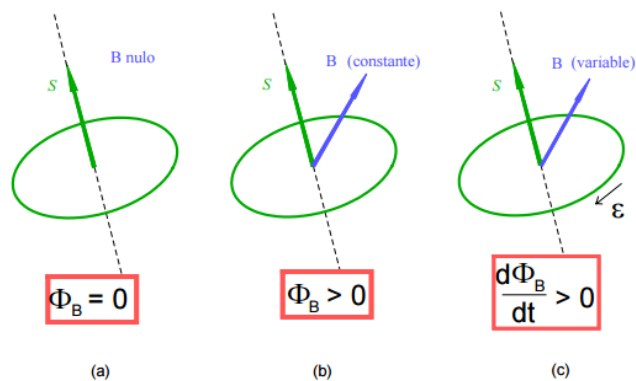 B nulo
S
Φ_B = 0
(a)
B (constante)
S
Φ_B > 0
(b)
B (variable)
S
ε
dΦ_B/dt > 0
(c)